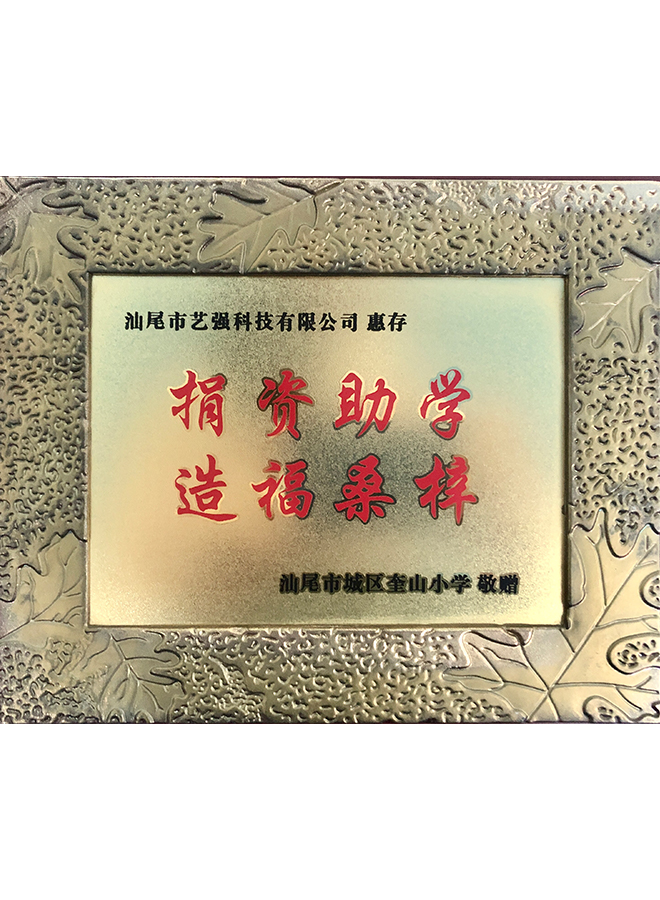 汕尾市艺强科技有限公司 惠存
捐资助学
造福桑梓
汕尾市城区奎山小学 敬赠